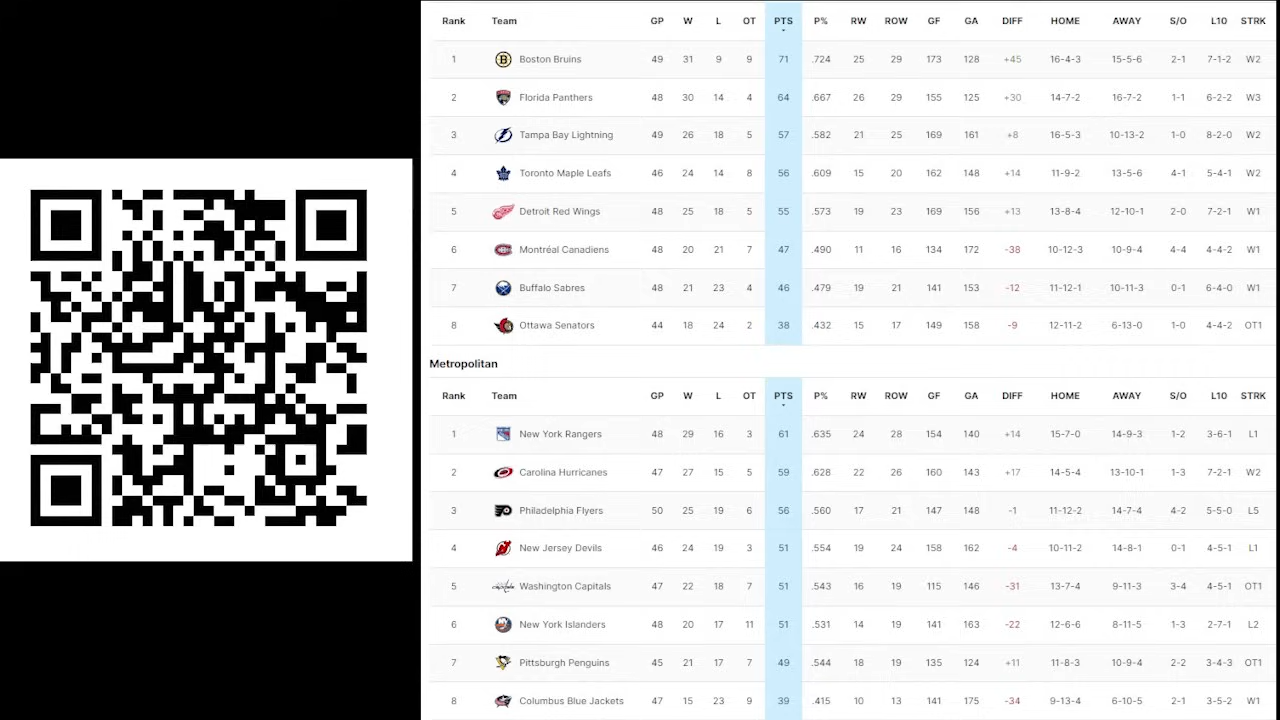 Rank Team GP W L OT PTS P% RW ROW GF GA DIFF HOME AWAY S/O L10 STRK
1 Boston Bruins 49 31 9 9 71 .724 25 29 173 128 +45 16-4-3 15-5-6 2-1 7-1-2 W2
2 Florida Panthers 48 30 14 4 64 .667 26 29 155 125 +30 14-7-2 16-7-2 1-1 6-2-2 W3
3 Tampa Bay Lightning 49 26 18 5 57 .582 21 25 169 161 +8 16-5-3 10-13-2 1-0 8-2-0 W2
4 Toronto Maple Leafs 46 24 14 8 56 .609 15 20 162 148 +14 11-9-2 13-5-6 4-1 5-4-1 W2
5 Detroit Red Wings 48 25 18 5 55 .573 19 23 169 156 +13 13-8-4 12-10-1 2-0 7-2-1 W1
6 Montréal Canadiens 48 20 21 7 47 .490 11 16 134 172 -38 10-12-3 10-9-4 4-4 4-4-2 W1
7 Buffalo Sabres 48 21 23 4 46 .479 19 21 141 153 -12 11-12-1 10-11-3 0-1 6-4-0 W1
8 Ottawa Senators 44 18 24 2 38 .432 15 17 149 158 -9 12-11-2 6-13-0 1-0 4-4-2 OT1
Metropolitan
Rank Team GP W L OT PTS P% RW ROW GF GA DIFF HOME AWAY S/O L10 STRK
1 New York Rangers 48 29 16 3 61 .635 24 28 154 140 +14 15-7-0 14-9-3 1-2 3-6-1 L1
2 Carolina Hurricanes 47 27 15 5 59 .628 22 26 160 143 +17 14-5-4 13-10-1 1-3 7-2-1 W2
3 Philadelphia Flyers 50 25 19 6 56 .560 17 21 147 148 -1 11-12-2 14-7-4 4-2 5-5-0 L5
4 New Jersey Devils 46 24 19 3 51 .554 19 24 158 162 -4 10-11-2 14-8-1 0-1 4-5-1 L1
5 Washington Capitals 47 22 18 7 51 .543 16 19 115 146 -31 13-7-4 9-11-3 3-4 4-5-1 OT1
6 New York Islanders 48 20 17 11 51 .531 14 19 141 163 -22 12-6-6 8-11-5 1-3 2-7-1 L2
7 Pittsburgh Penguins 45 21 17 7 49 .544 18 19 135 124 +11 11-8-3 10-9-4 2-2 3-4-3 OT1
8 Columbus Blue Jackets 47 15 23 9 39 .415 10 13 141 175 -34 9-13-4 6-10-5 2-1 3-5-2 W1